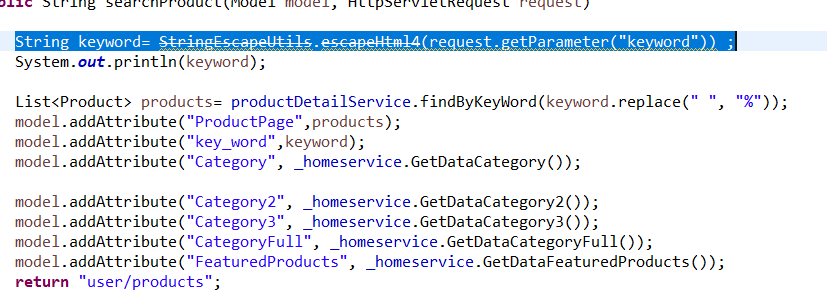 blic String searchProduct(Model model, HttpServletRequest request)
String keyword= StringEscapeUtils.escapeHtml4(request.getParameter("keyword")) ;
System.out.println(keyword);
List<Product> products= productDetailService.findByKeyWord(keyword.replace(" ", "%"));
model.addAttribute("ProductPage",products);
model.addAttribute("key_word",keyword);
model.addAttribute("Category", _homeservice.GetDataCategory());
model.addAttribute("Category2", _homeservice.GetDataCategory2());
model.addAttribute("Category3", _homeservice.GetDataCategory3());
model.addAttribute("CategoryFull", _homeservice.GetDataCategoryFull());
model.addAttribute("FeaturedProducts", _homeservice.GetDataFeaturedProducts());
return "user/products";